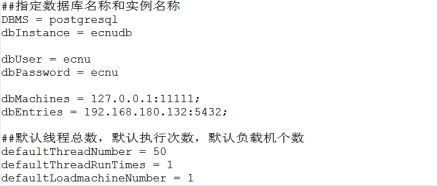 ##指定数据库名称和实例名称
DBMS = postgresql
dbInstance = ecnudb
dbUser = ecnu
dbPassword = ecnu
dbMachines = 127.0.0.1:11111;
dbEntries = 192.168.180.132:5432;
##默认线程总数，默认执行次数，默认负载机个数
defaultThreadNumber = 50
defaultThreadRunTimes = 1
defaultLoadmachineNumber = 1